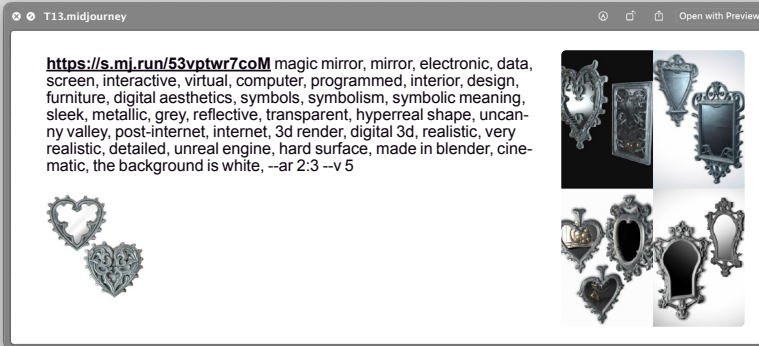 T13.midjourney
Open with Preview
https://s.mj.run/53vptwr7coM magic mirror, mirror, electronic, data,
screen, interactive, virtual, computer, programmed, interior, design,
furniture, digital aesthetics, symbols, symbolism, symbolic meaning,
sleek, metallic, grey, reflective, transparent, hyperreal shape, uncan-
ny valley, post-internet, internet, 3d render, digital 3d, realistic, very
realistic, detailed, unreal engine, hard surface, made in blender, cine-
matic, the background is white, --ar 2:3 --v 5